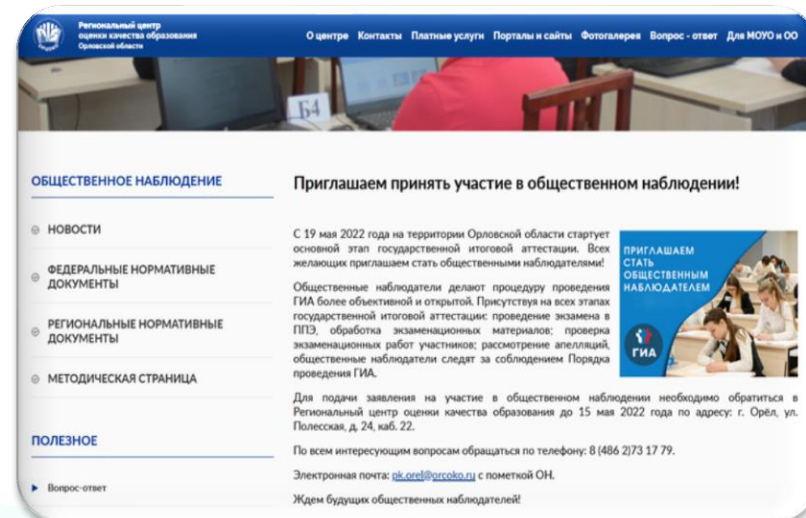 Региональный центр
оценки качества образования
Орловской области
О центре Контакты Платные услуги Порталы и сайты Фотогалерея Вопрос - ответ Для МОУО и ОО
Б4
ОБЩЕСТВЕННОЕ НАБЛЮДЕНИЕ
НОВОСТИ
ФЕДЕРАЛЬНЫЕ НОРМАТИВНЫЕ
ДОКУМЕНТЫ
РЕГИОНАЛЬНЫЕ НОРМАТИВНЫЕ
ДОКУМЕНТЫ
МЕТОДИЧЕСКАЯ СТРАНИЦА
ПОЛЕЗНОЕ
Вопрос-ответ
Приглашаем принять участие в общественном наблюдении!
С 19 мая 2022 года на территории Орловской области стартует
основной этап государственной итоговой аттестации. Всех
желающих приглашаем стать общественными наблюдателями!
Общественные наблюдатели делают процедуру проведения
ГИА более объективной и открытой. Присутствуя на всех этапах
государственной итоговой аттестации: проведение экзамена в
ППЭ, обработка экзаменационных материалов; проверка
экзаменационных работ участников; рассмотрение апелляций,
общественные наблюдатели следят за соблюдением Порядка
проведения ГИА.
ПРИГЛАШАЕМ
СТАТЬ
ОБЩЕСТВЕННЫМ
НАБЛЮДАТЕЛЕМ
ГИА
Для подачи заявления на участие в общественном наблюдении необходимо обратиться в
Региональный центр оценки качества образования до 15 мая 2022 года по адресу: г. Орёл, ул.
Полесская, д. 24, каб. 22.
По всем интересующим вопросам обращаться по телефону: 8 (486 2)73 17 79.
Электронная почта: pk.orel@orcoko.ru с пометкой ОН.
Ждем будущих общественных наблюдателей!